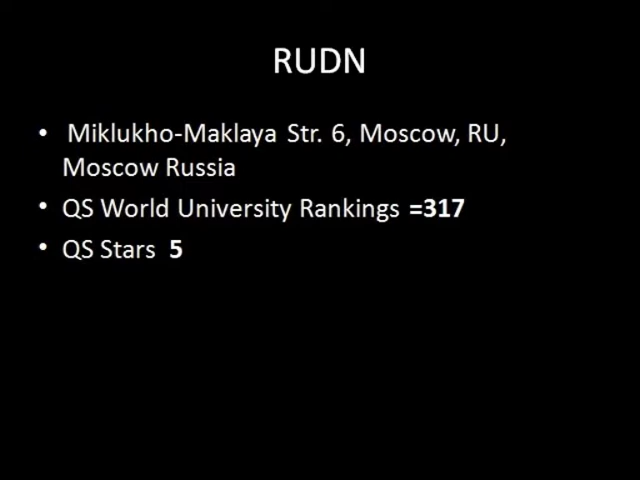 RUDN
• Miklukho-Maklaya Str. 6, Moscow, RU,
Moscow Russia
• QS World University Rankings =317
• QS Stars 5